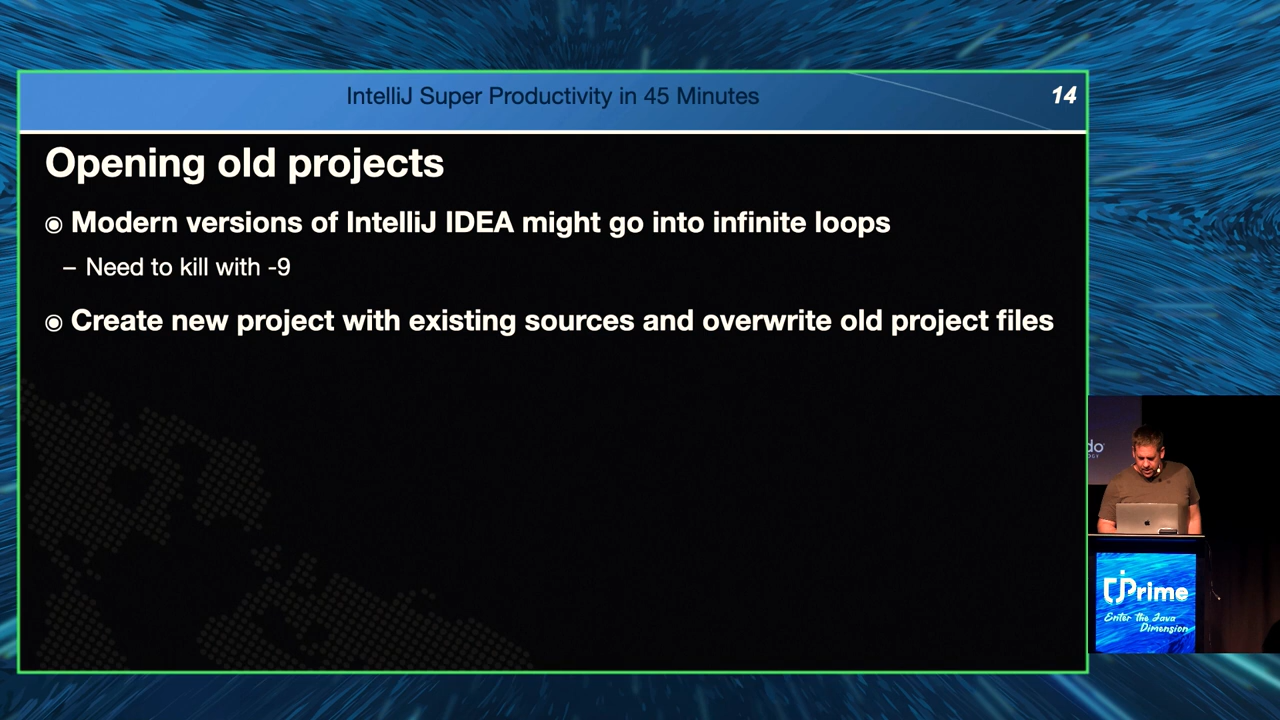 IntelliJ Super Productivity in 45 Minutes
14
Opening old projects
◉ Modern versions of IntelliJ IDEA might go into infinite loops
– Need to kill with -9
◉ Create new project with existing sources and overwrite old project files
do
OGY
jPrime
Enter the Java
Dimension